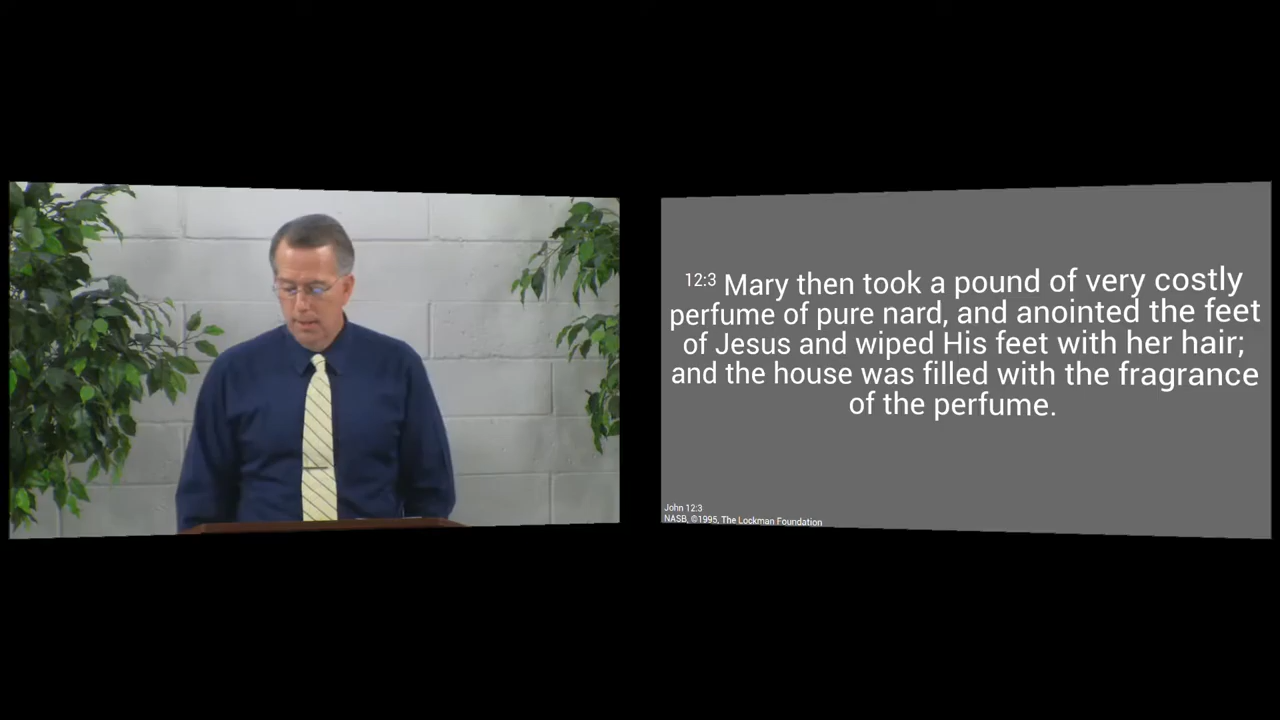 12:3 Mary then took a pound of very costly
perfume of pure nard, and anointed the feet
of Jesus and wiped His feet with her hair;
and the house was filled with the fragrance
of the perfume.
John 12:3
NASB, ©1995, The Lockman Foundation